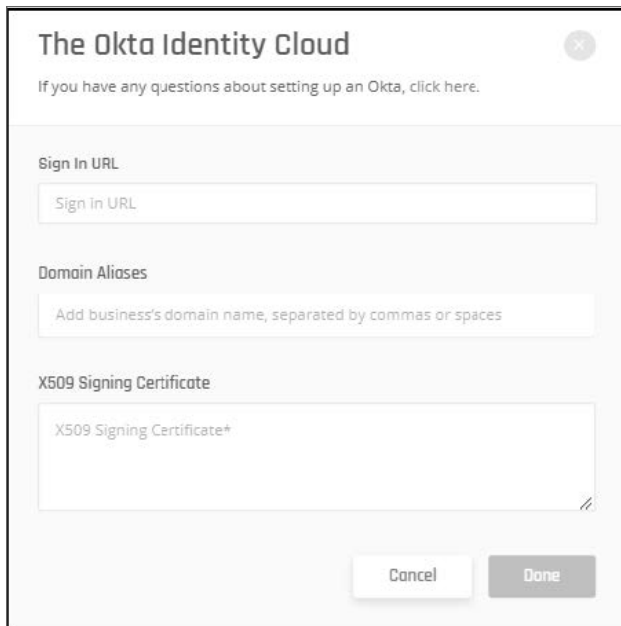 The Okta Identity Cloud
If you have any questions about setting up an Okta, click here.
Sign In URL
Sign in URL
Domain Aliases
Add business's domain name, separated by commas or spaces
X509 Signing Certificate
X509 Signing Certificate*
Cancel Done